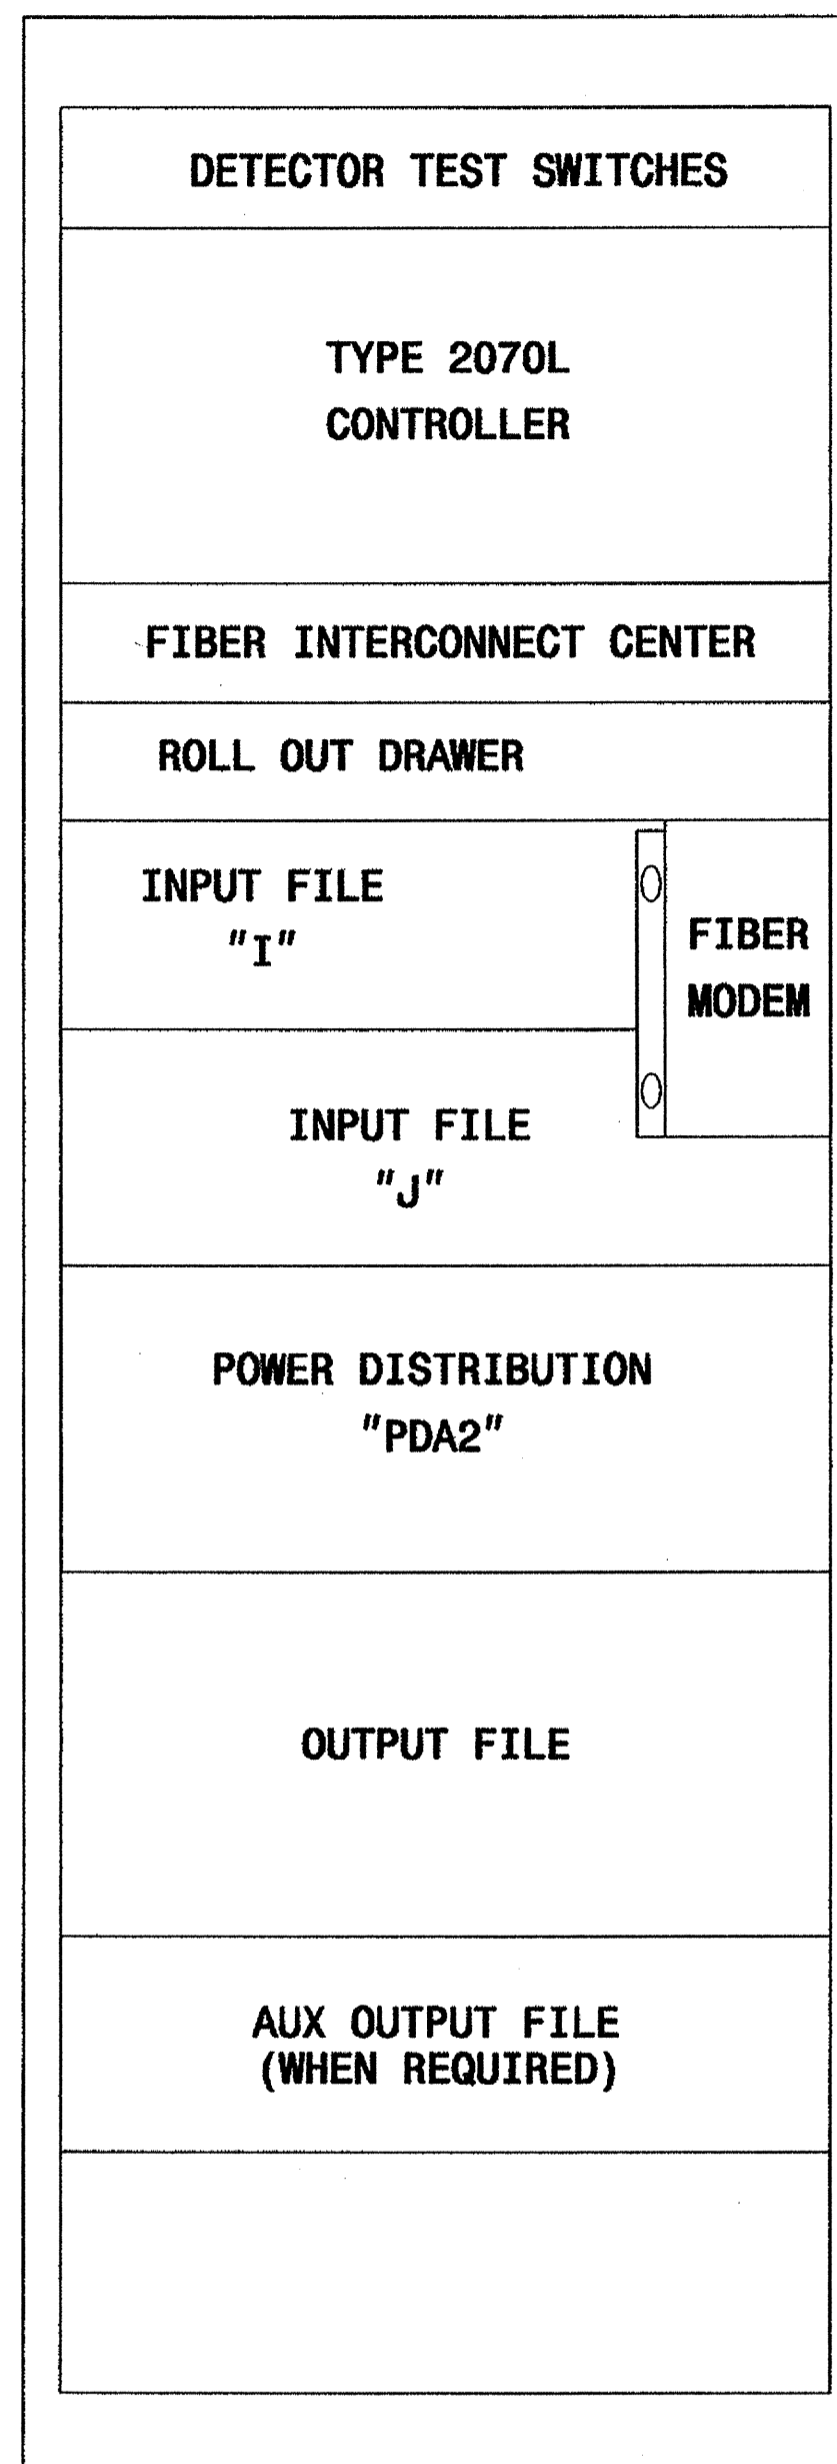 DETECTOR TEST SWITCHES
TYPE 2070L
CONTROLLER
FIBER INTERCONNECT CENTER
ROLL OUT DRAWER
INPUT FILE
"I"
FIBER
MODEM
INPUT FILE
"J"
POWER DISTRIBUTION
"PDA2"
OUTPUT FILE
AUX OUTPUT FILE
(WHEN REQUIRED)